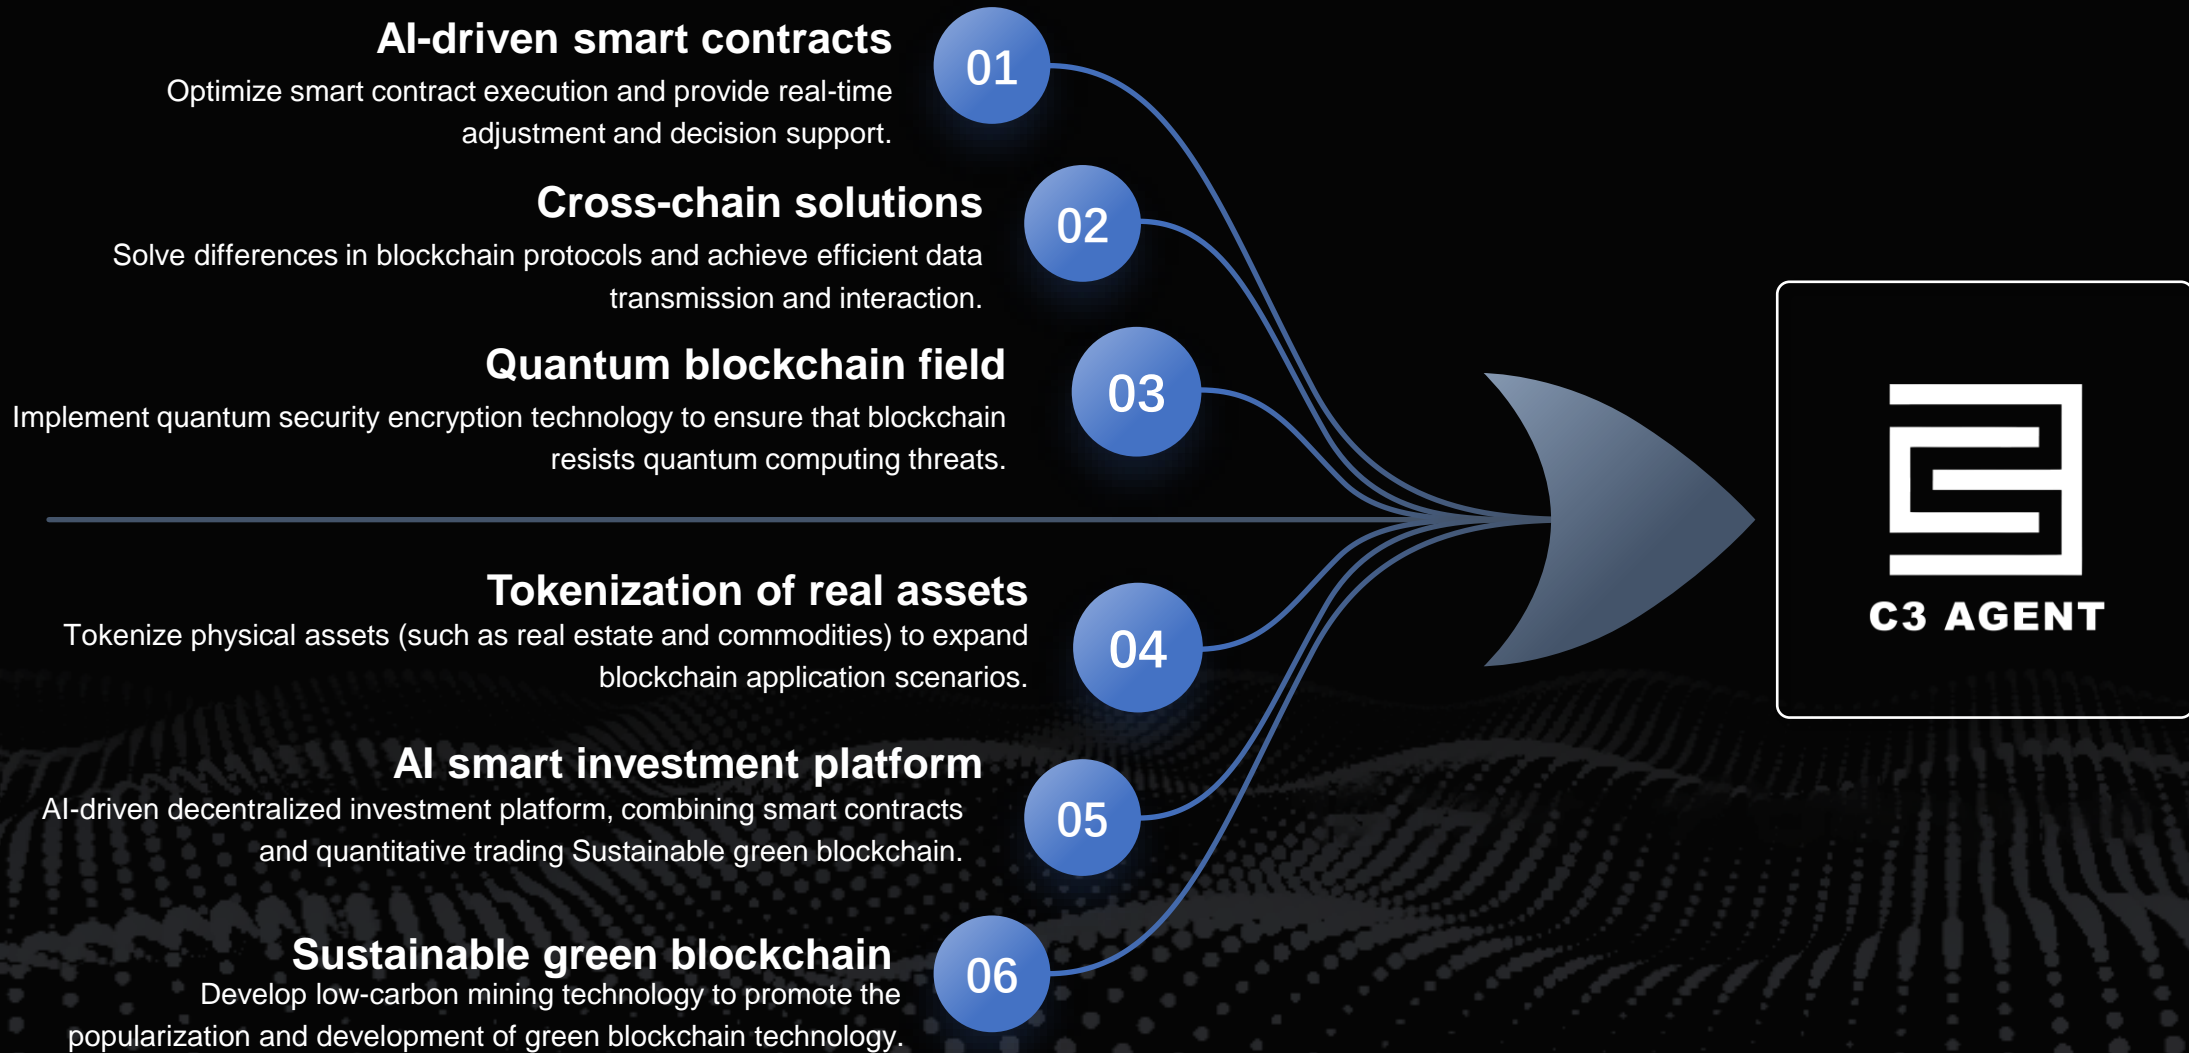 AI-driven smart contracts
Optimize smart contract execution and provide real-time
adjustment and decision support.
01
Cross-chain solutions
Solve differences in blockchain protocols and achieve efficient data
transmission and interaction.
02
Quantum blockchain field
Implement quantum security encryption technology to ensure that blockchain
resists quantum computing threats.
03
Tokenization of real assets
Tokenize physical assets (such as real estate and commodities) to expand
blockchain application scenarios.
04
AI smart investment platform
AI-driven decentralized investment platform, combining smart contracts
and quantitative trading Sustainable green blockchain.
05
Sustainable green blockchain
Develop low-carbon mining technology to promote the
popularization and development of green blockchain technology.
06
C3 AGENT